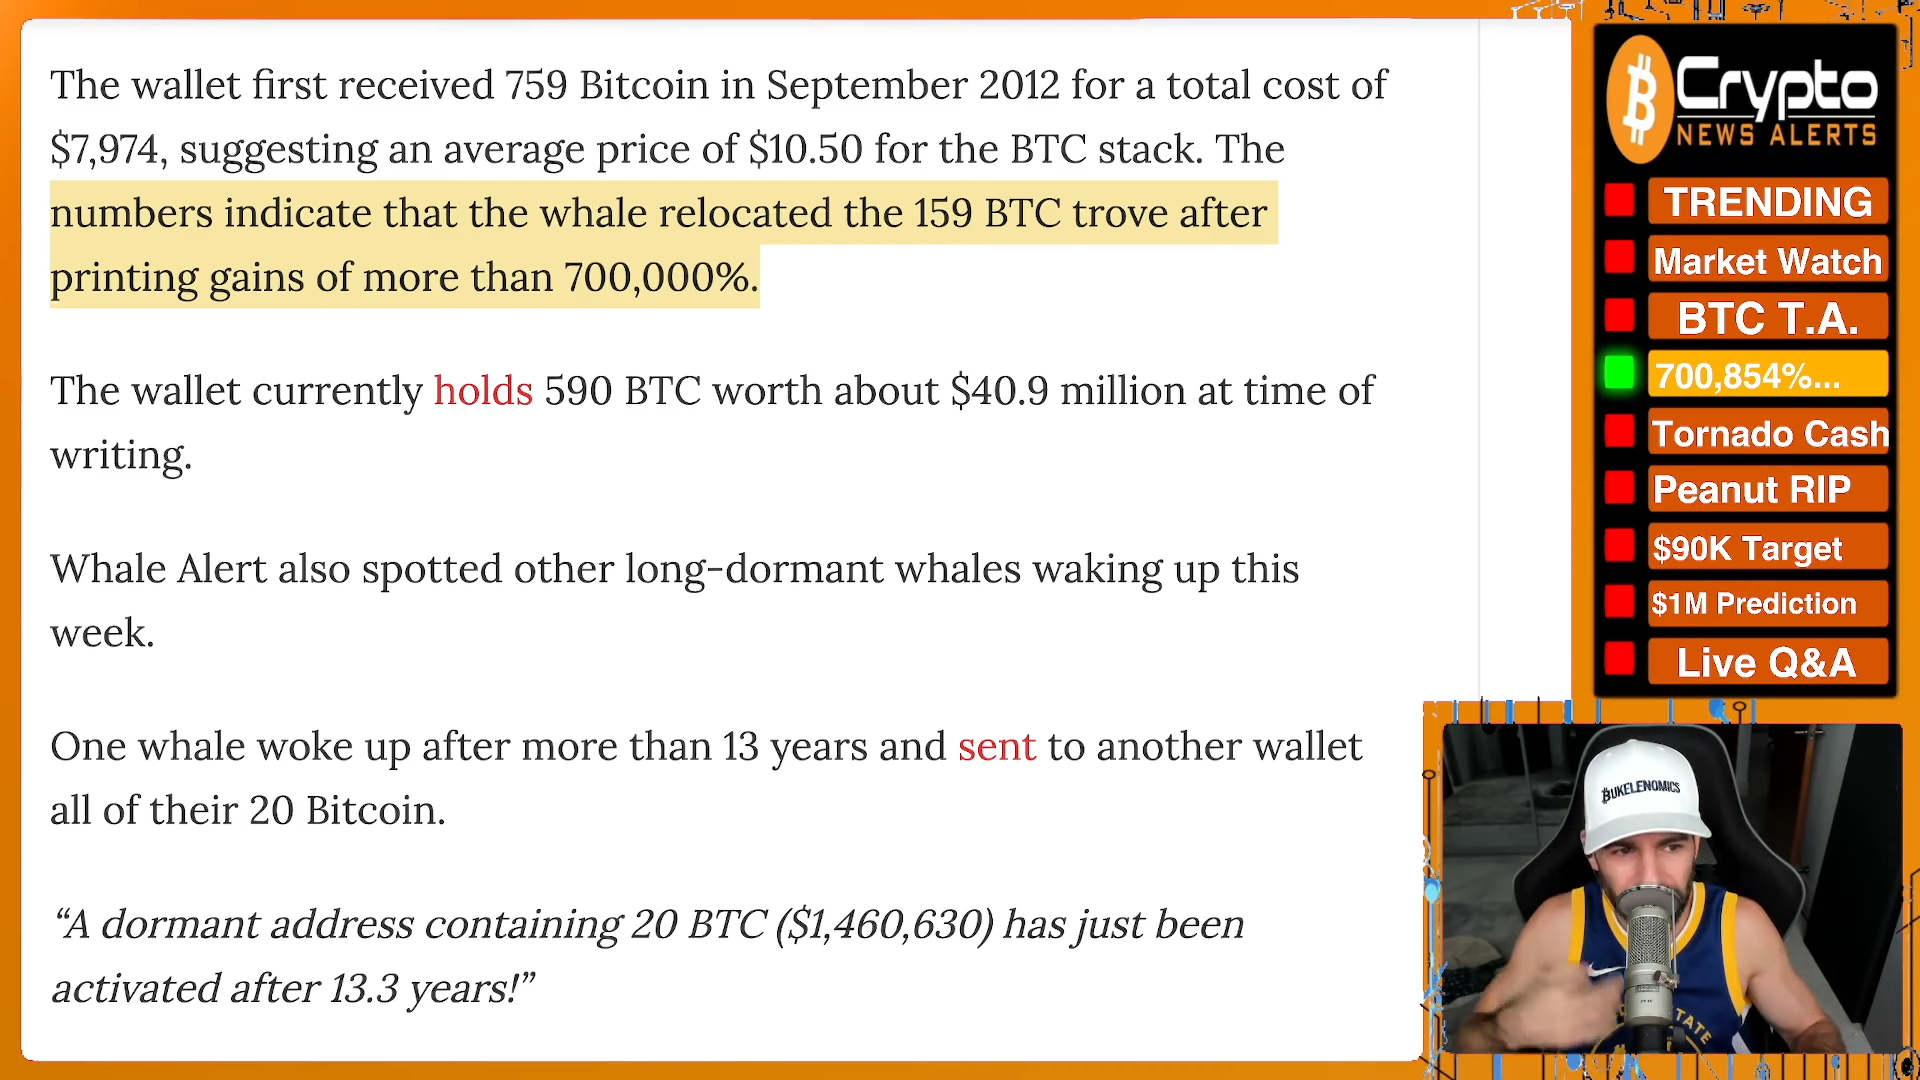 The wallet first received 759 Bitcoin in September 2012 for a total cost of
$7,974, suggesting an average price of $10.50 for the BTC stack. The
numbers indicate that the whale relocated the 159 BTC trove after
printing gains of more than 700,000%.
The wallet currently holds 590 BTC worth about $40.9 million at time of
writing.
Whale Alert also spotted other long-dormant whales waking up this
week.
One whale woke up after more than 13 years and sent to another wallet
all of their 20 Bitcoin.
“A dormant address containing 20 BTC ($1,460,630) has just been
activated after 13.3 years!”
Crypto
NEWS ALERTS
TRENDING
Market Watch
BTC T.A.
700,854%...
Tornado Cash
Peanut RIP
$90K Target
$1M Prediction
Live Q&A
BUKELENOMICS